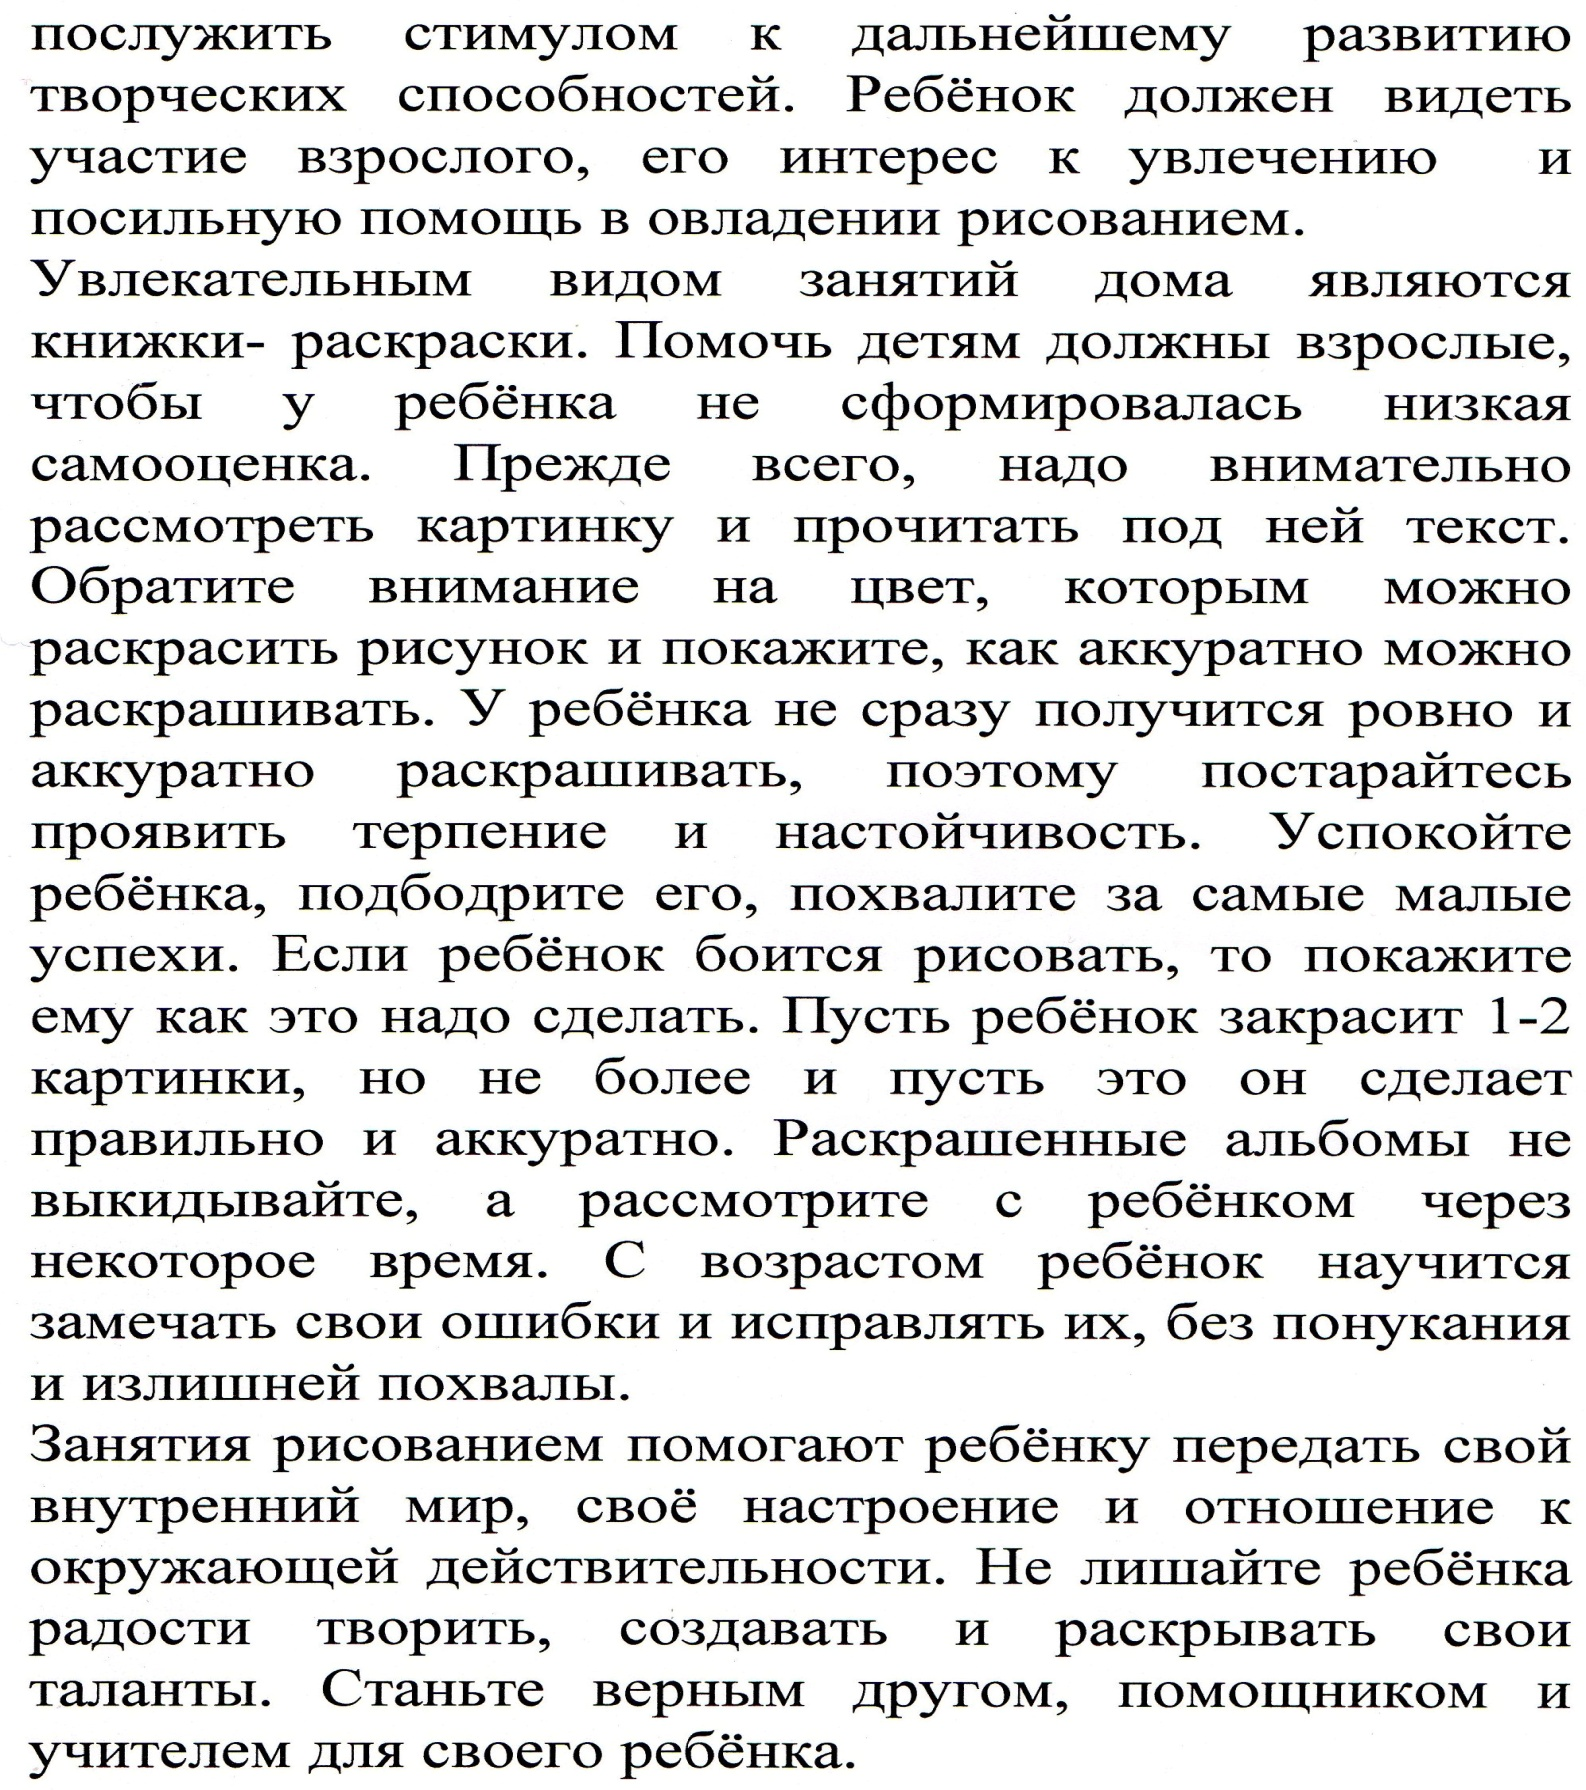 послужить стимулом к дальнейшему развитию
творческих способностей. Ребёнок должен видеть
участие взрослого, его интерес к увлечению и
посильную помощь в овладении рисованием.
Увлекательным видом занятий дома являются
книжки- раскраски. Помочь детям должны взрослые,
чтобы у ребёнка не сформировалась низкая
самооценка. Прежде всего, надо внимательно
рассмотреть картинку и прочитать под ней текст.
Обратите внимание на цвет, которым можно
раскрасить рисунок и покажите, как аккуратно можно
раскрашивать. У ребёнка не сразу получится ровно и
аккуратно раскрашивать, поэтому постарайтесь
проявить терпение и настойчивость. Успокойте
ребёнка, подбодрите его, похвалите за самые малые
успехи. Если ребёнок боится рисовать, то покажите
ему как это надо сделать. Пусть ребёнок закрасит 1-2
картинки, но не более и пусть это он сделает
правильно и аккуратно. Раскрашенные альбомы не
выкидывайте, а рассмотрите с ребёнком через
некоторое время. С возрастом ребёнок научится
замечать свои ошибки и исправлять их, без понукания
и излишней похвалы.
Занятия рисованием помогают ребёнку передать свой
внутренний мир, своё настроение и отношение к
окружающей действительности. Не лишайте ребёнка
радости творить, создавать и раскрывать свои
таланты. Станьте верным другом, помощником и
учителем для своего ребёнка.